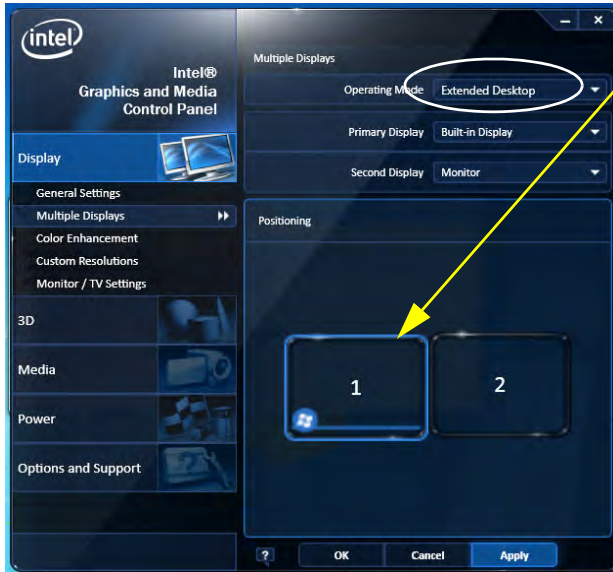 intel
Intel®
Graphics and Media
Control Panel
Display
General Settings
Multiple Displays
Color Enhancement
Custom Resolutions
Monitor / TV Settings
3D
Media
Power
Options and Support
Multiple Displays
Operating Mode Extended Desktop
Primary Display Built-in Display
Second Display Monitor
Positioning
1 2
? OK Cancel Apply